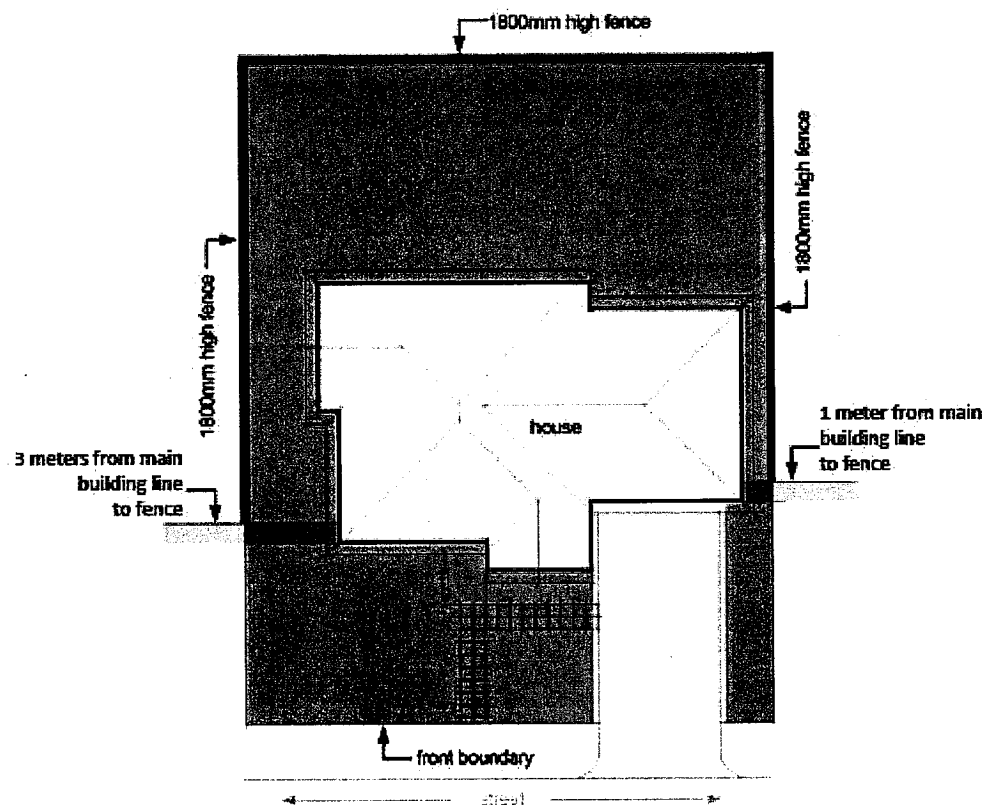 1800mm high fence
1800mm high fence
1800mm high fence
house
1 meter from main
building line
to fence
3 meters from main
building line
to fence
front boundary
street